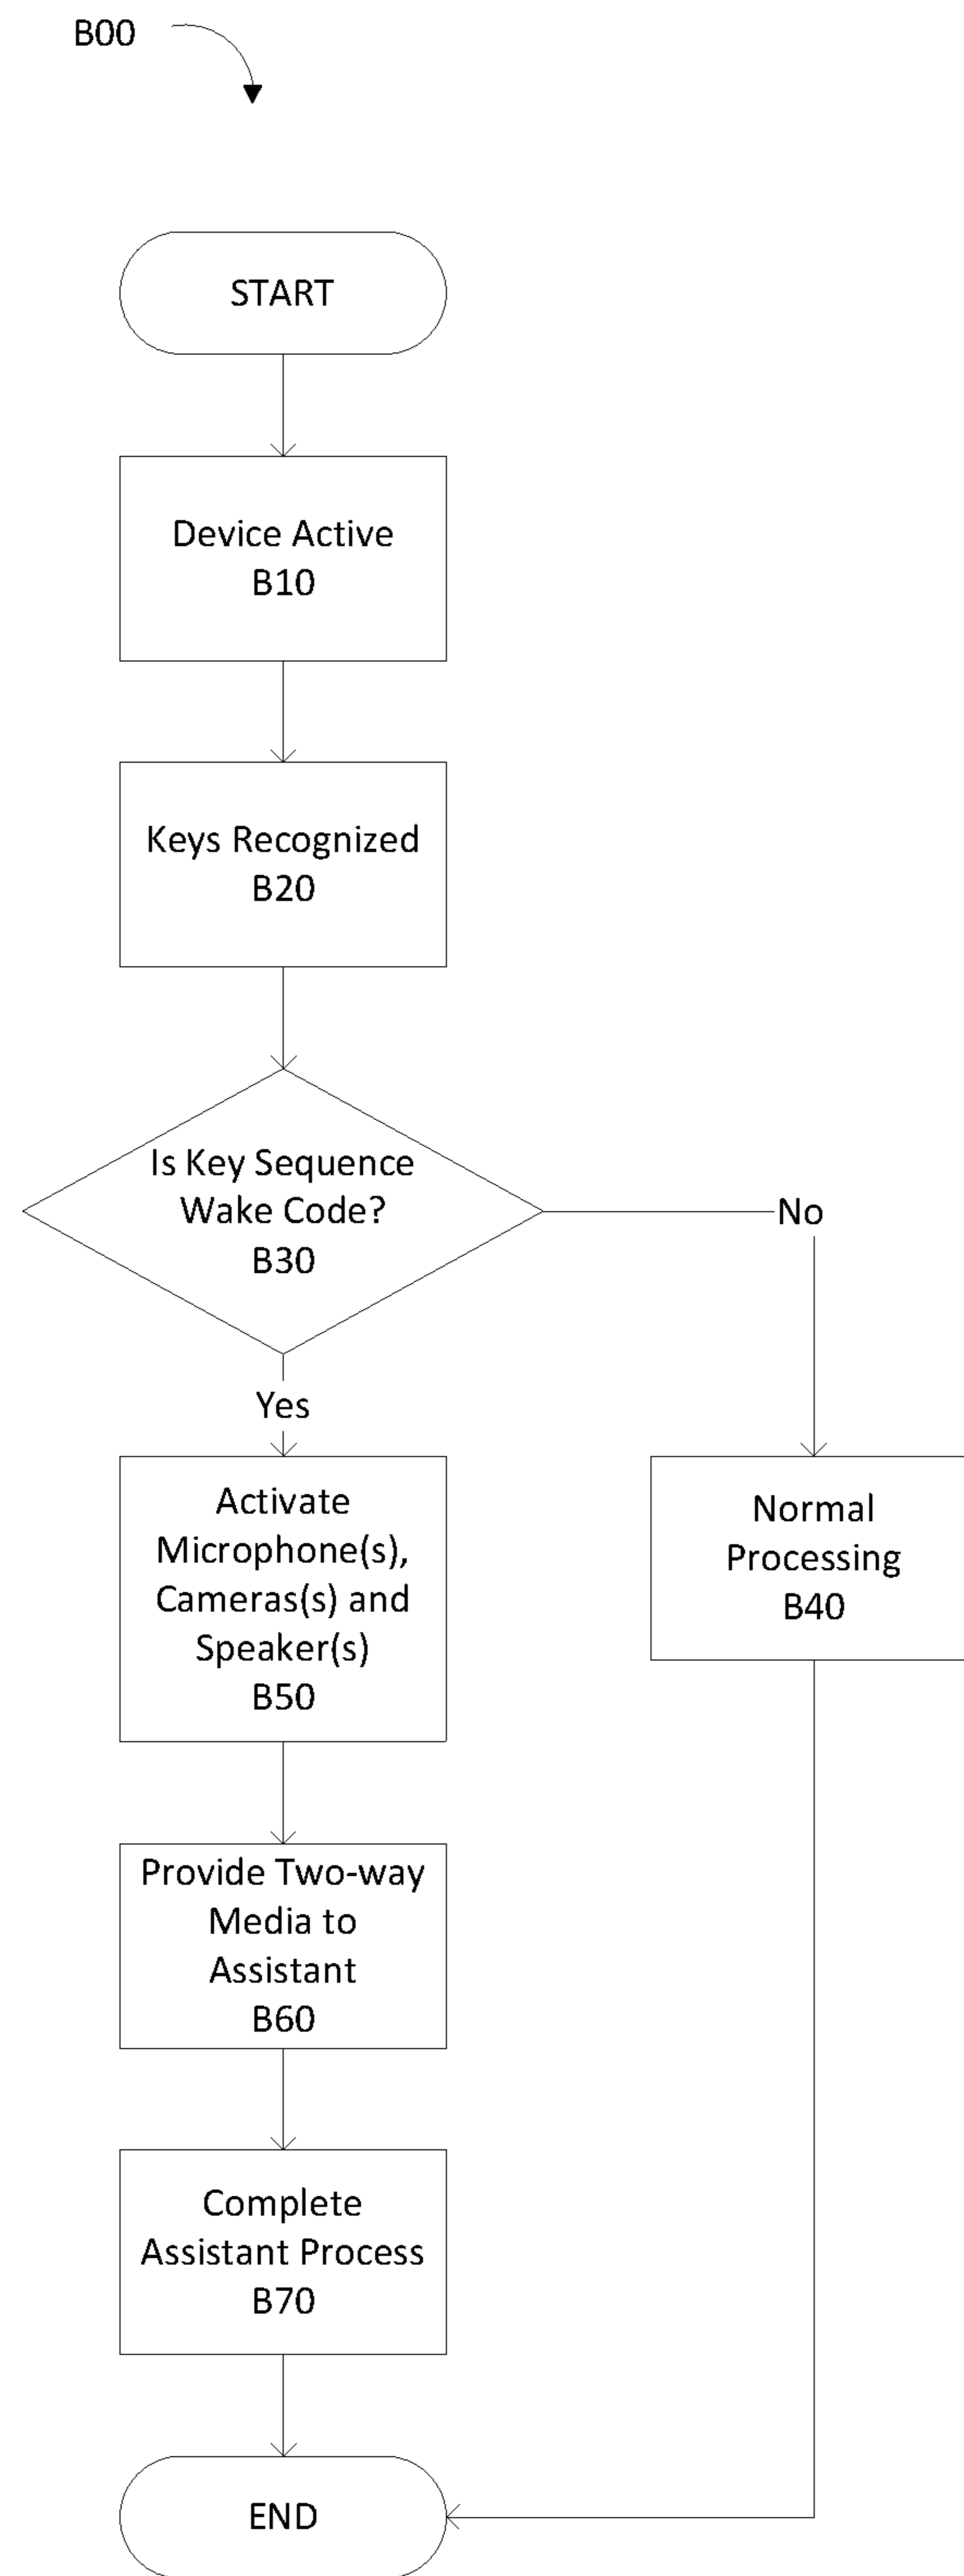 B00
START
Device Active
B10
Keys Recognized
B20
Is Key Sequence
Wake Code?
B30
No
Yes
Activate
Microphone(s),
Cameras(s) and
Speaker(s)
B50
Normal
Processing
B40
Provide Two-way
Media to
Assistant
B60
Complete
Assistant Process
B70
END